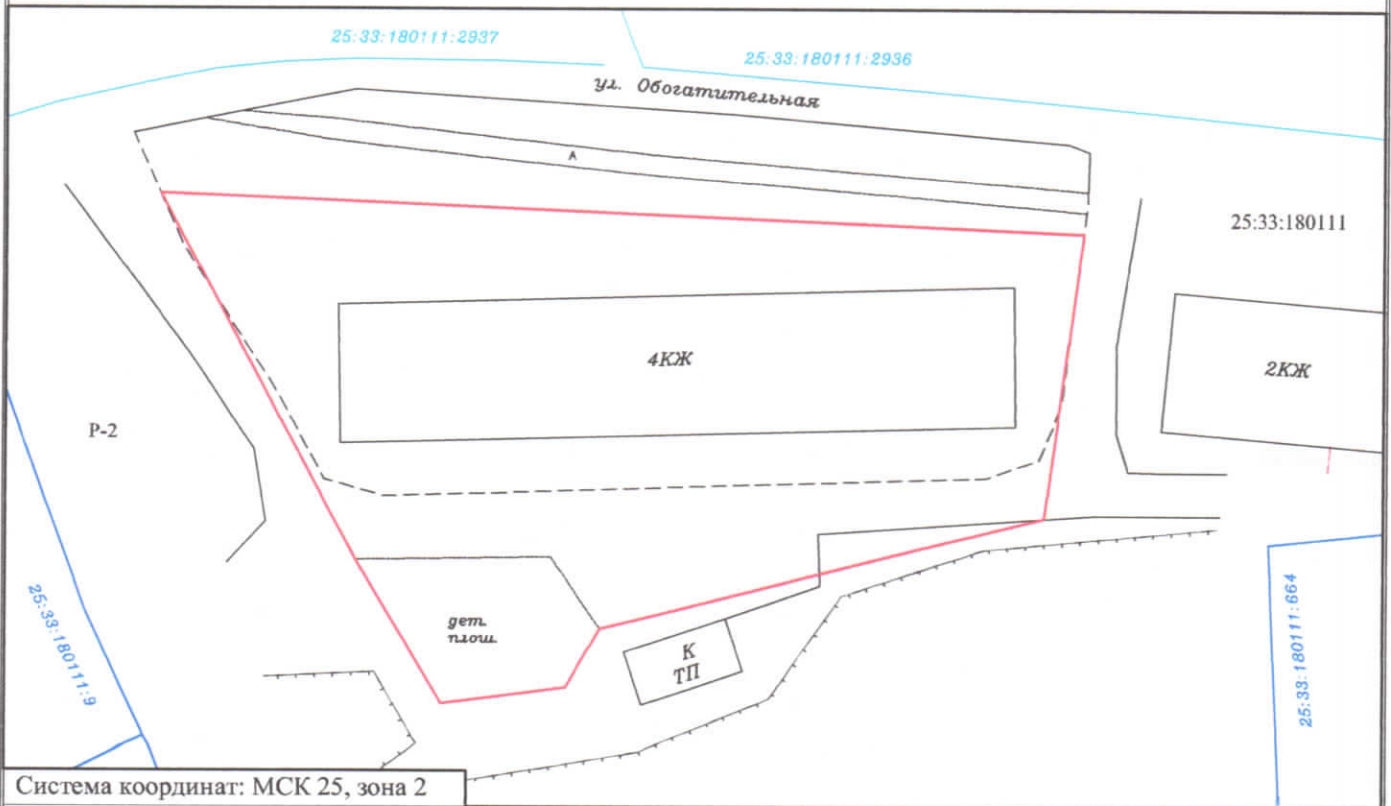 25:33:180111:2937
25:33:180111:2936
ул. Обогатительная
А
25:33:180111
4КЖ
2КЖ
Р-2
25:33:180111:9
дет.
площ.
К
ТП
25:33:180111:664
Система координат: МСК 25, зона 2